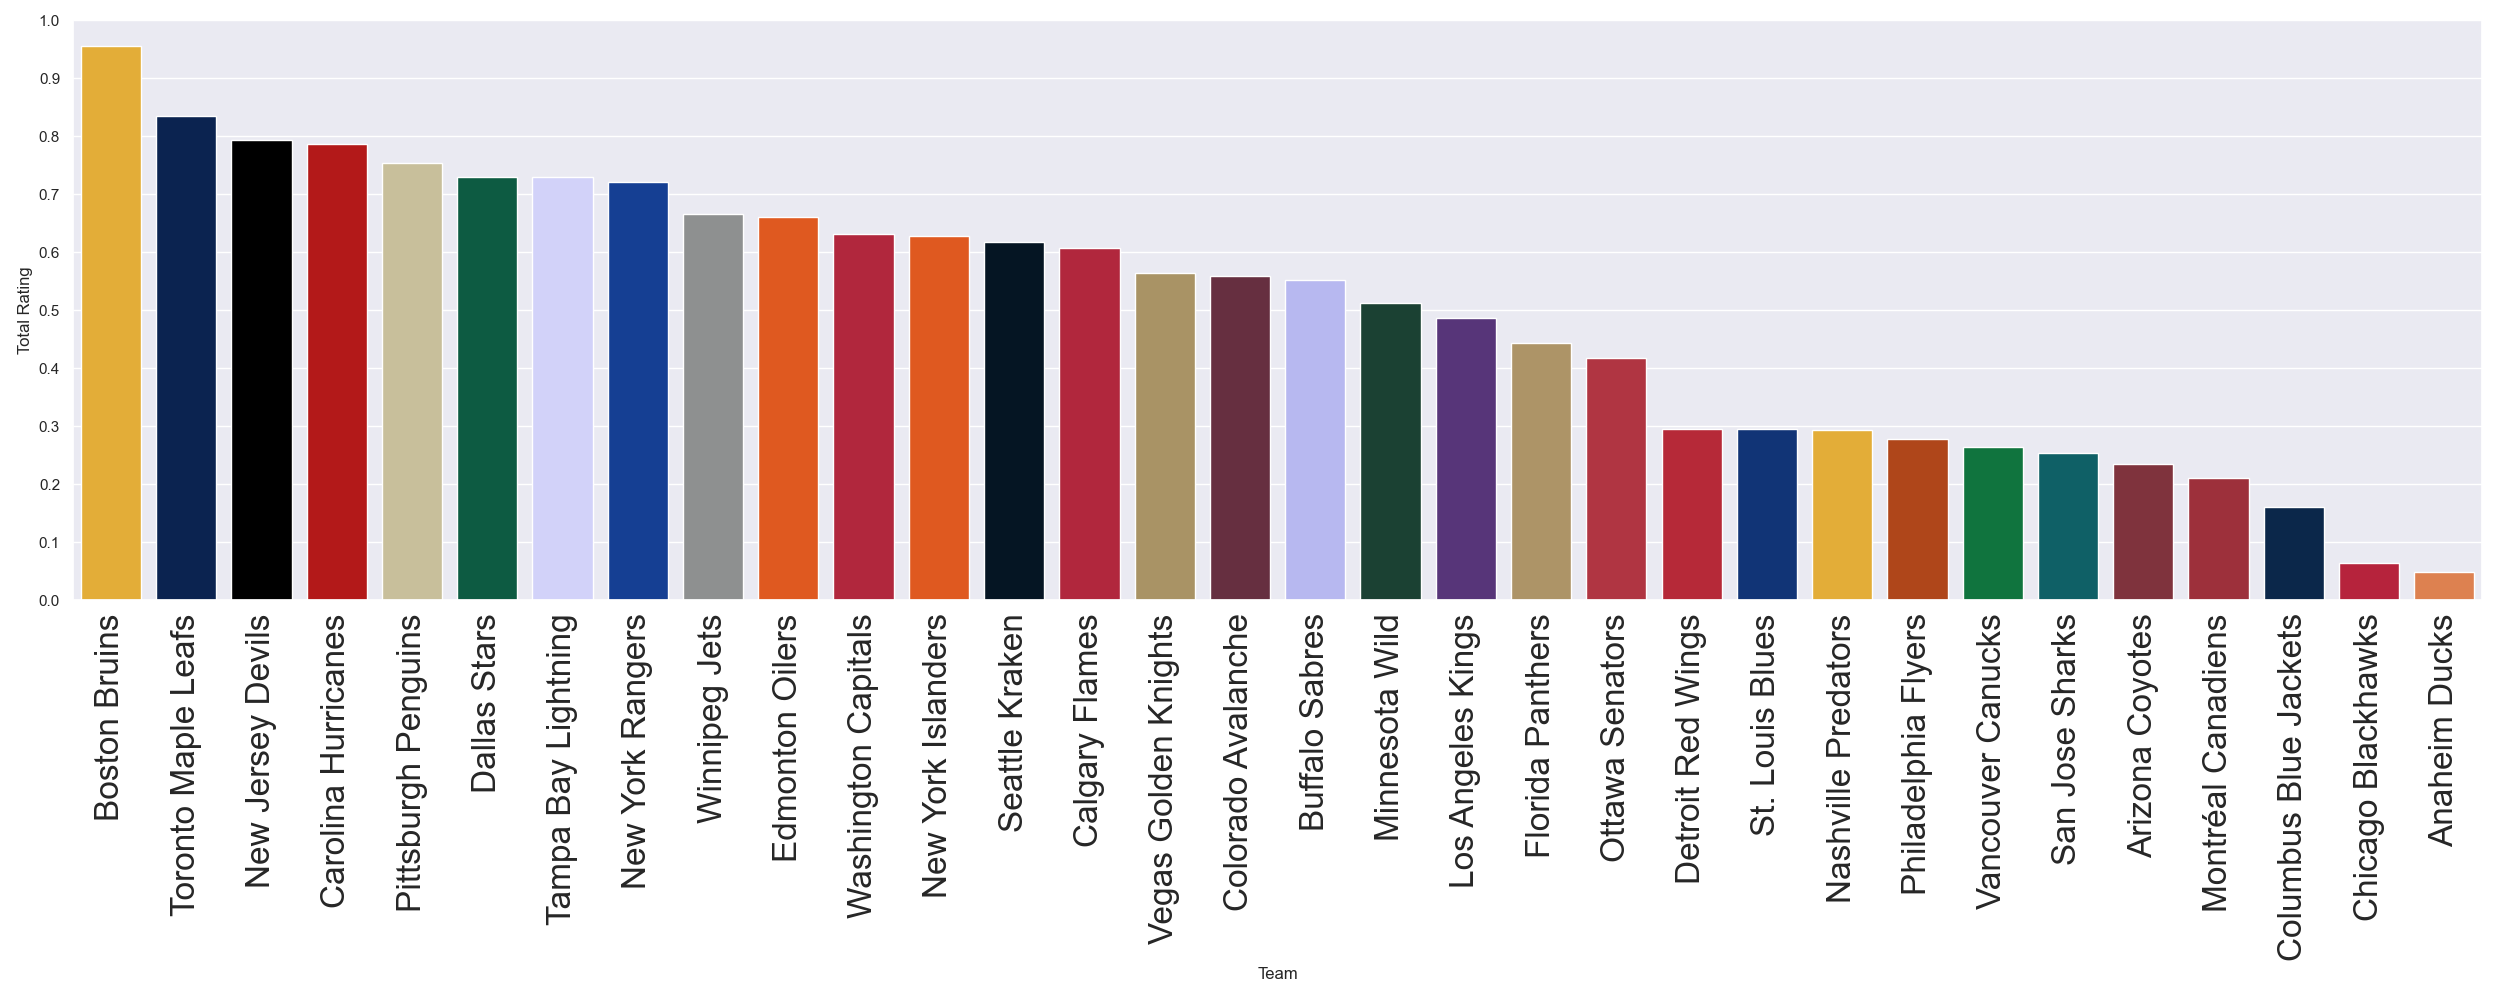 1.0
0.9
0.8
0.7
0.6
0.5
0.4
0.3
0.2
0.1
0.0
Total Rating
Boston Bruins
Toronto Maple Leafs
New Jersey Devils
Carolina Hurricanes
Pittsburgh Penguins
Dallas Stars
Tampa Bay Lightning
New York Rangers
Winnipeg Jets
Edmonton Oilers
Washington Capitals
New York Islanders
Seattle Kraken
Calgary Flames
Vegas Golden Knights
Colorado Avalanche
Buffalo Sabres
Minnesota Wild
Los Angeles Kings
Florida Panthers
Ottawa Senators
Detroit Red Wings
St. Louis Blues
Nashville Predators
Philadelphia Flyers
Vancouver Canucks
San Jose Sharks
Arizona Coyotes
Montréal Canadiens
Columbus Blue Jackets
Chicago Blackhawks
Anaheim Ducks
Team